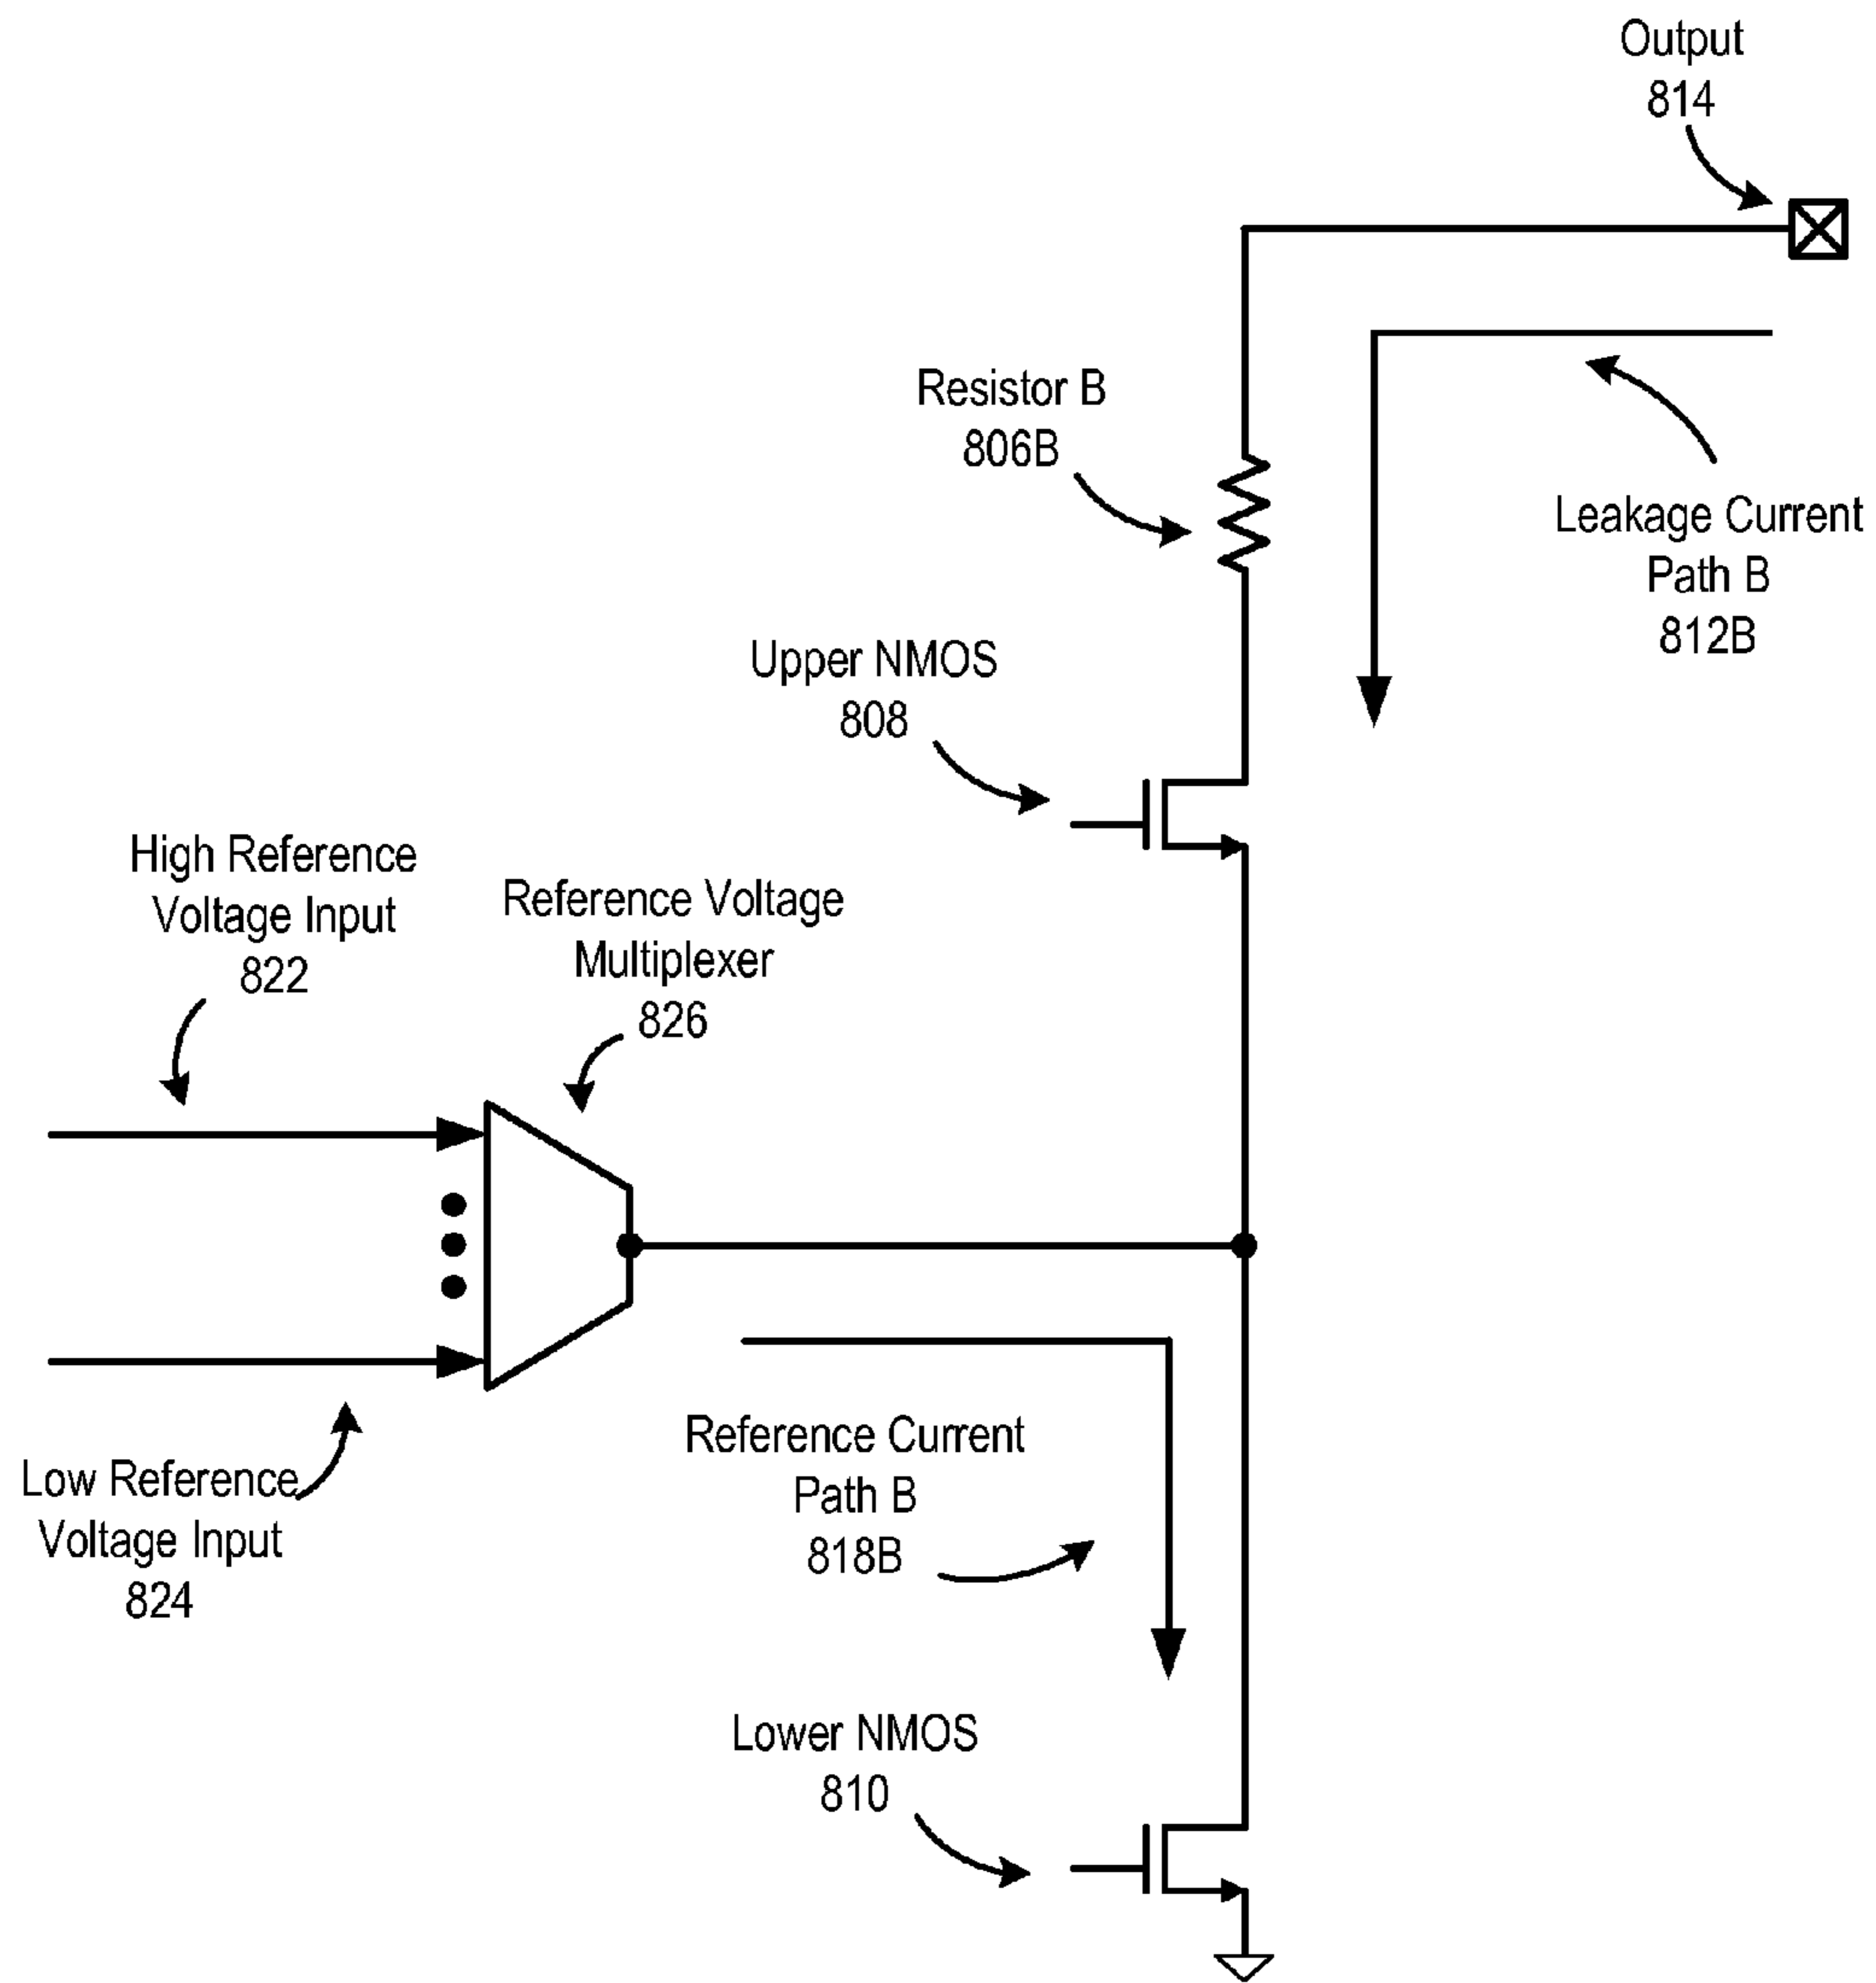 Output
814
Resistor B
806B
Leakage Current
Path B
812B
Upper NMOS
808
High Reference
Voltage Input
822
Reference Voltage
Multiplexer
826
Reference Current
Path B
818B
Low Reference
Voltage Input
824
Lower NMOS
810